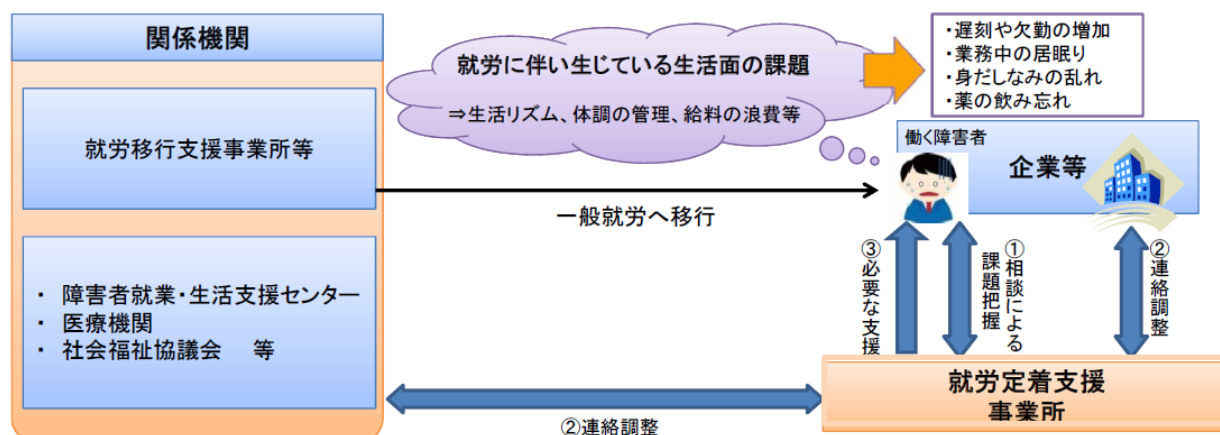 関係機関
就労移行支援事業所等
・ 障害者就業・生活支援センター
・ 医療機関
・ 社会福祉協議会 等
就労に伴い生じている生活面の課題
⇒生活リズム、体調の管理、給料の浪費等
・遅刻や欠勤の増加
・業務中の居眠り
・身だしなみの乱れ
・薬の飲み忘れ
働く障害者
企業等
一般就労へ移行
③必要な支援
①相談による
課題把握
②連絡調整
就労定着支援
事業所
②連絡調整